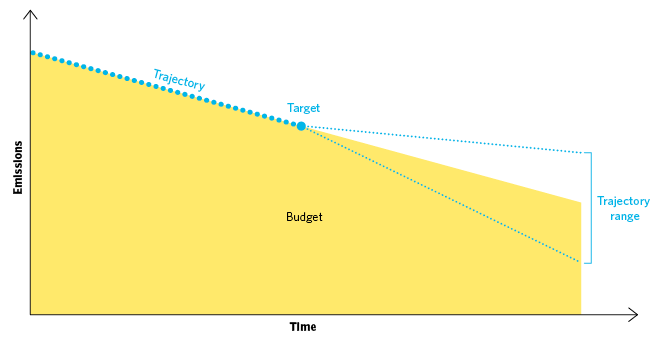 Trajectory
Target
Emissions
Trajectory
range
Budget
Time